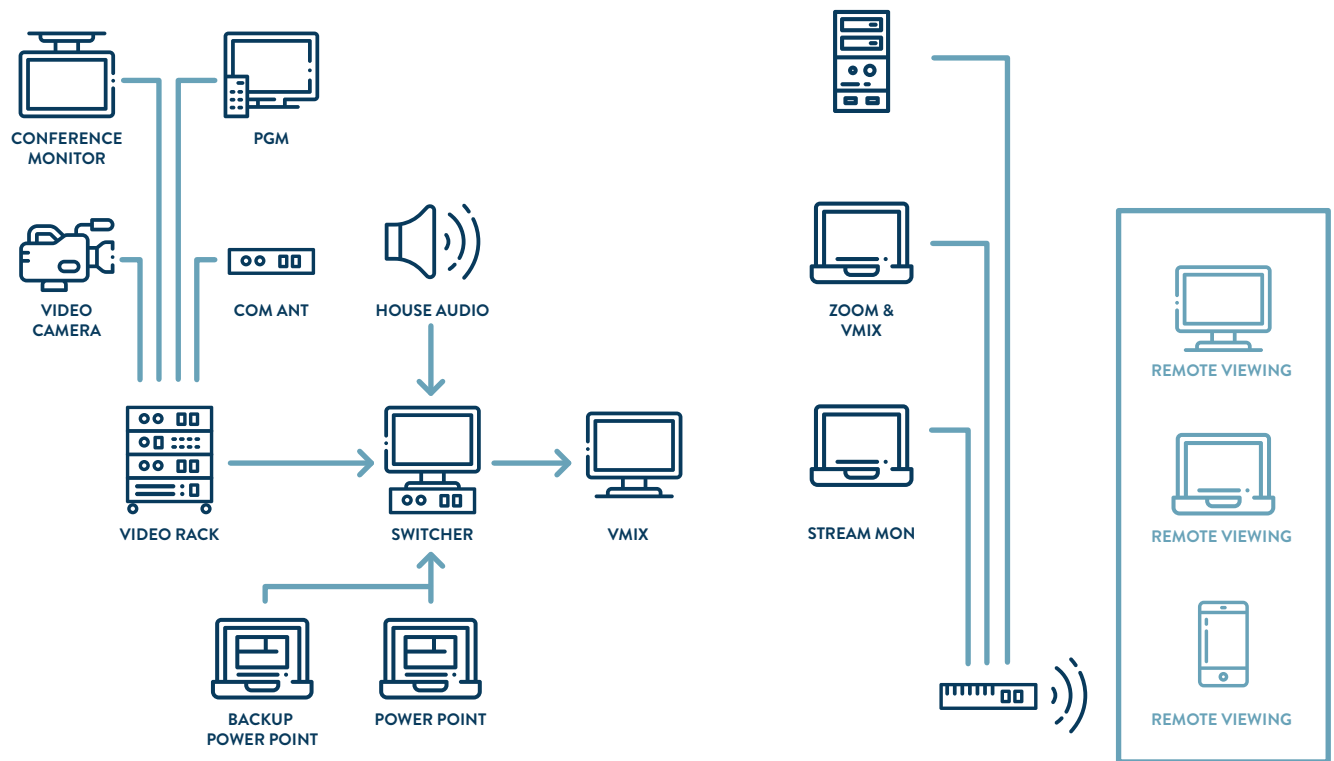 CONFERENCE
MONITOR
PGM
VIDEO
CAMERA
COM ANT
HOUSE AUDIO
ZOOM &
VMIX
REMOTE VIEWING
VIDEO RACK
SWITCHER
VMIX
STREAM MON
REMOTE VIEWING
BACKUP
POWER POINT
POWER POINT
REMOTE VIEWING